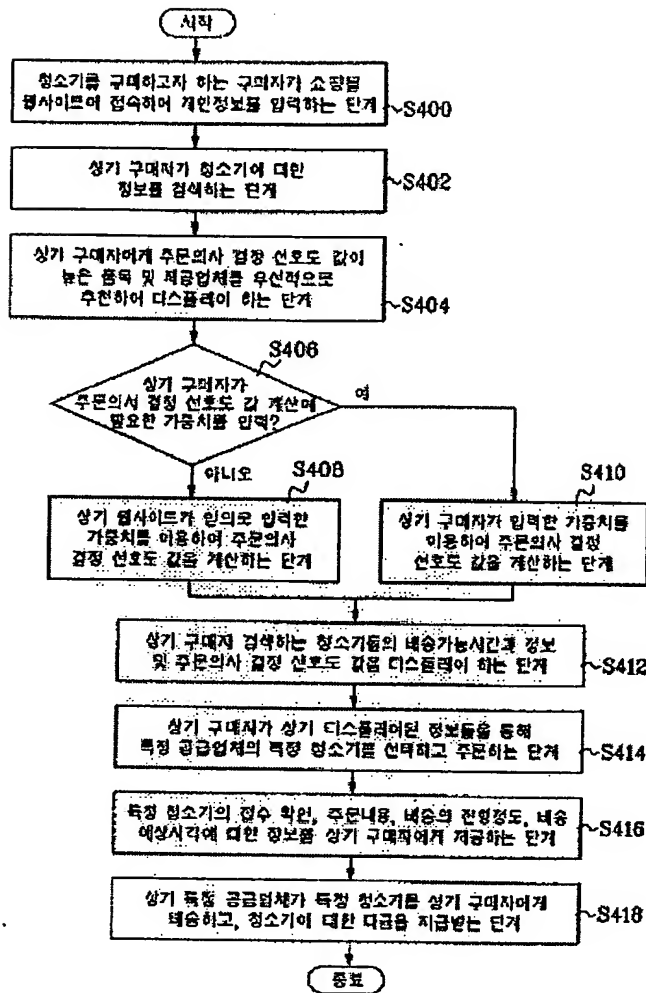 시작
청소기를 구매하고자 하는 구매자가 쇼핑몰
웹사이트에 접속하여 개인정보를 입력하는 단계
S400
상기 구매자가 청소기에 대한
정보를 검색하는 단계
S402
상기 구매자에게 주문의사 결정 선호도 값이
높은 품목 및 제공업체를 우선적으로
추천하여 디스플레이 하는 단계
S404
S406
상기 구매자가
주문의사 결정 선호도 값 계산에
필요한 가중치를 입력?
예
아니오
S408
상기 웹사이트가 임의로 입력한
가중치를 이용하여 주문의사
결정 선호도 값을 계산하는 단계
S410
상기 구매자가 입력한 가중치를
이용하여 주문의사 결정
선호도 값을 계산하는 단계
상기 구매자 검색하는 청소기들의 배송가능시간과 정보
및 주문의사 결정 선호도 값을 디스플레이 하는 단계
S412
상기 구매자가 상기 디스플레이된 정보들을 통해
특정 공급업체의 특정 청소기를 선택하고 주문하는 단계
S414
특정 청소기의 접수 확인, 주문내용, 배송의 진행정도, 배송
예상시각에 대한 정보를 상기 구매자에게 제공하는 단계
S416
상기 특정 공급업체가 특정 청소기를 상기 구매자에게
배송하고, 청소기에 대한 대금을 지급받는 단계
S418
종료